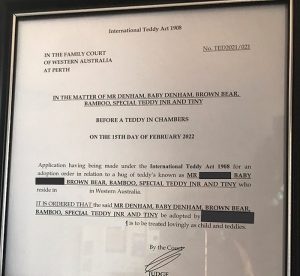 International Teddy Act 1908
IN THE FAMILY COURT
OF WESTERN AUSTRALIA
AT PERTH
No. TED2021/021
IN THE MATTER OF MR DENHAM, BABY DENHAM, BROWN BEAR,
BAMBOO, SPECIAL TEDDY JNR AND TINY
BEFORE A TEDDY IN CHAMBERS
ON THE 15TH DAY OF FEBRUARY 2022
Application having being made under the International Teddy Act 1908 for an
adoption order in relation to a hug of teddy's known as MR BABY
BROWN BEAR, BAMBOO, SPECIAL TEDDY JNR AND TINY who
reside in in Western Australia.
IT IS ORDERED that the said MR DENHAM, BABY DENHAM, BROWN BEAR,
BAMBOO, SPECIAL TEDDY JNR AND TINY be adopted by
is to be treated lovingly as child and teddies.
By the Court
JUDGE